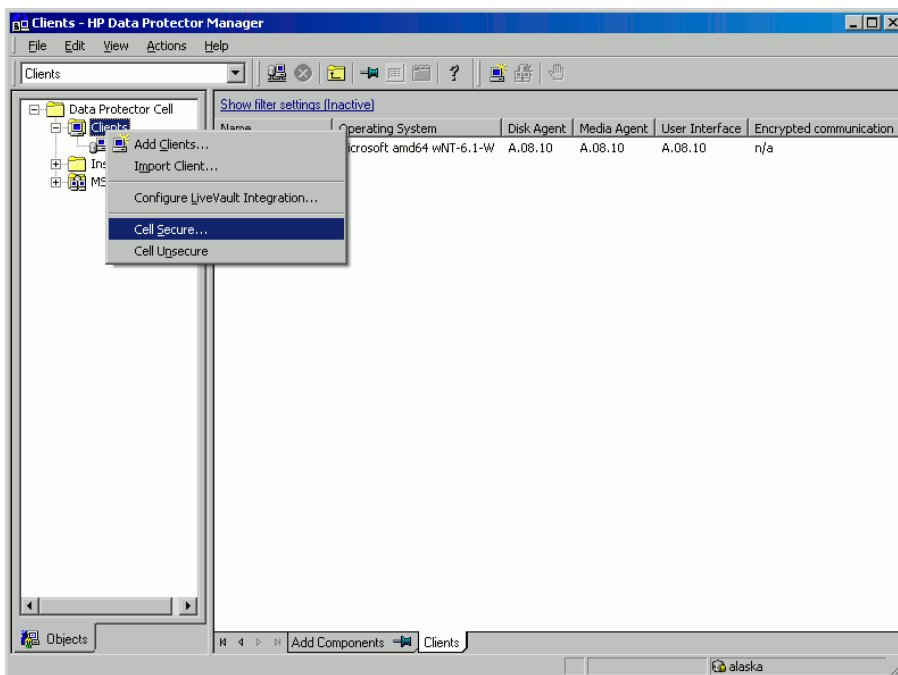 Clients - HP Data Protector Manager
File Edit View Actions Help
Clients
Data Protector Cell
Clients
Ins
MS
Add Clients...
Import Client...
Configure LiveVault Integration...
Cell Secure...
Cell Unsecure
Show filter settings (Inactive)
Name Operating System Disk Agent Media Agent User Interface Encrypted communication
icrosoft amd64 wNT-6.1-W A.08.10 A.08.10 A.08.10 n/a
Objects
Add Components Clients
alaska